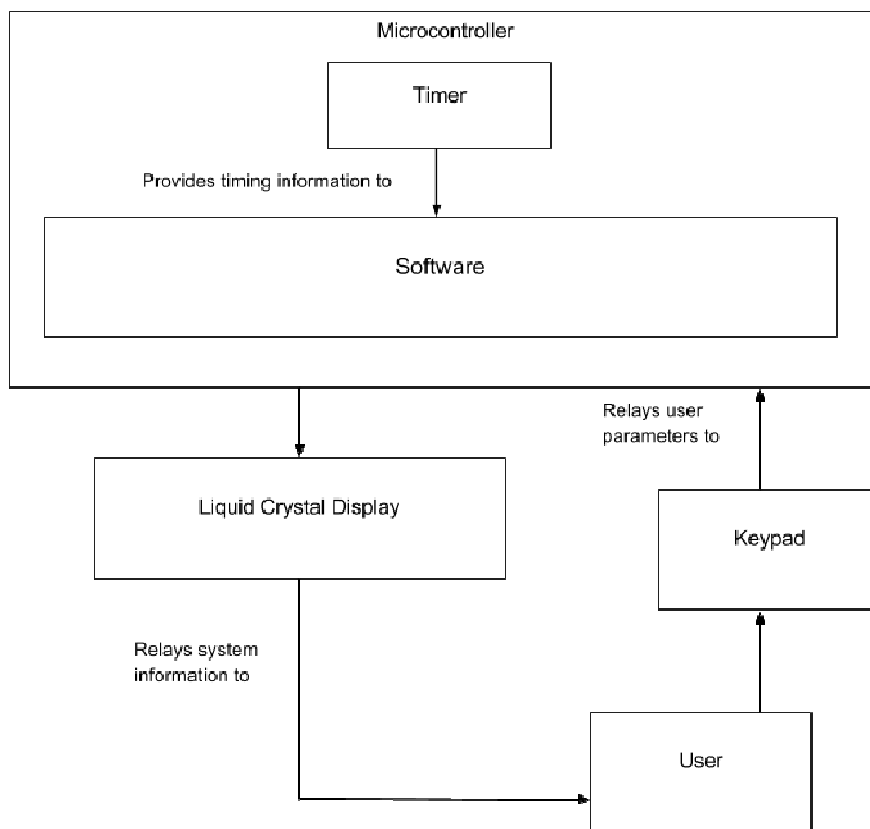 Microcontroller
Timer
Provides timing information to
Software
Relays user
parameters to
Liquid Crystal Display
Keypad
Relays system
information to
User